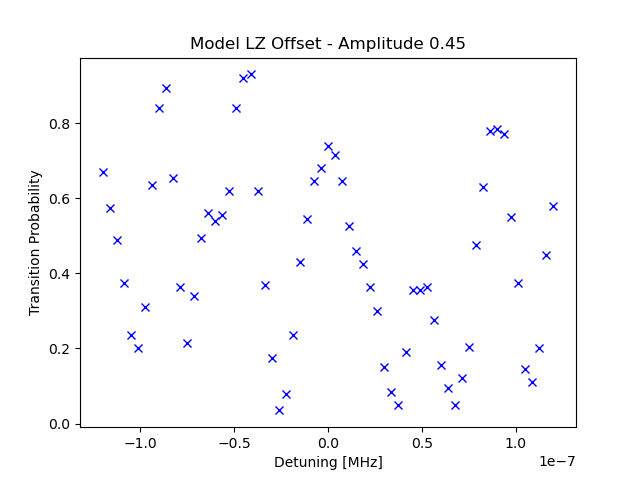 Model LZ Offset - Amplitude 0.45
Transition Probability
0.8
0.6
0.4
0.2
0.0
−1.0 −0.5 0.0 0.5 1.0
1e−7
Detuning [MHz]